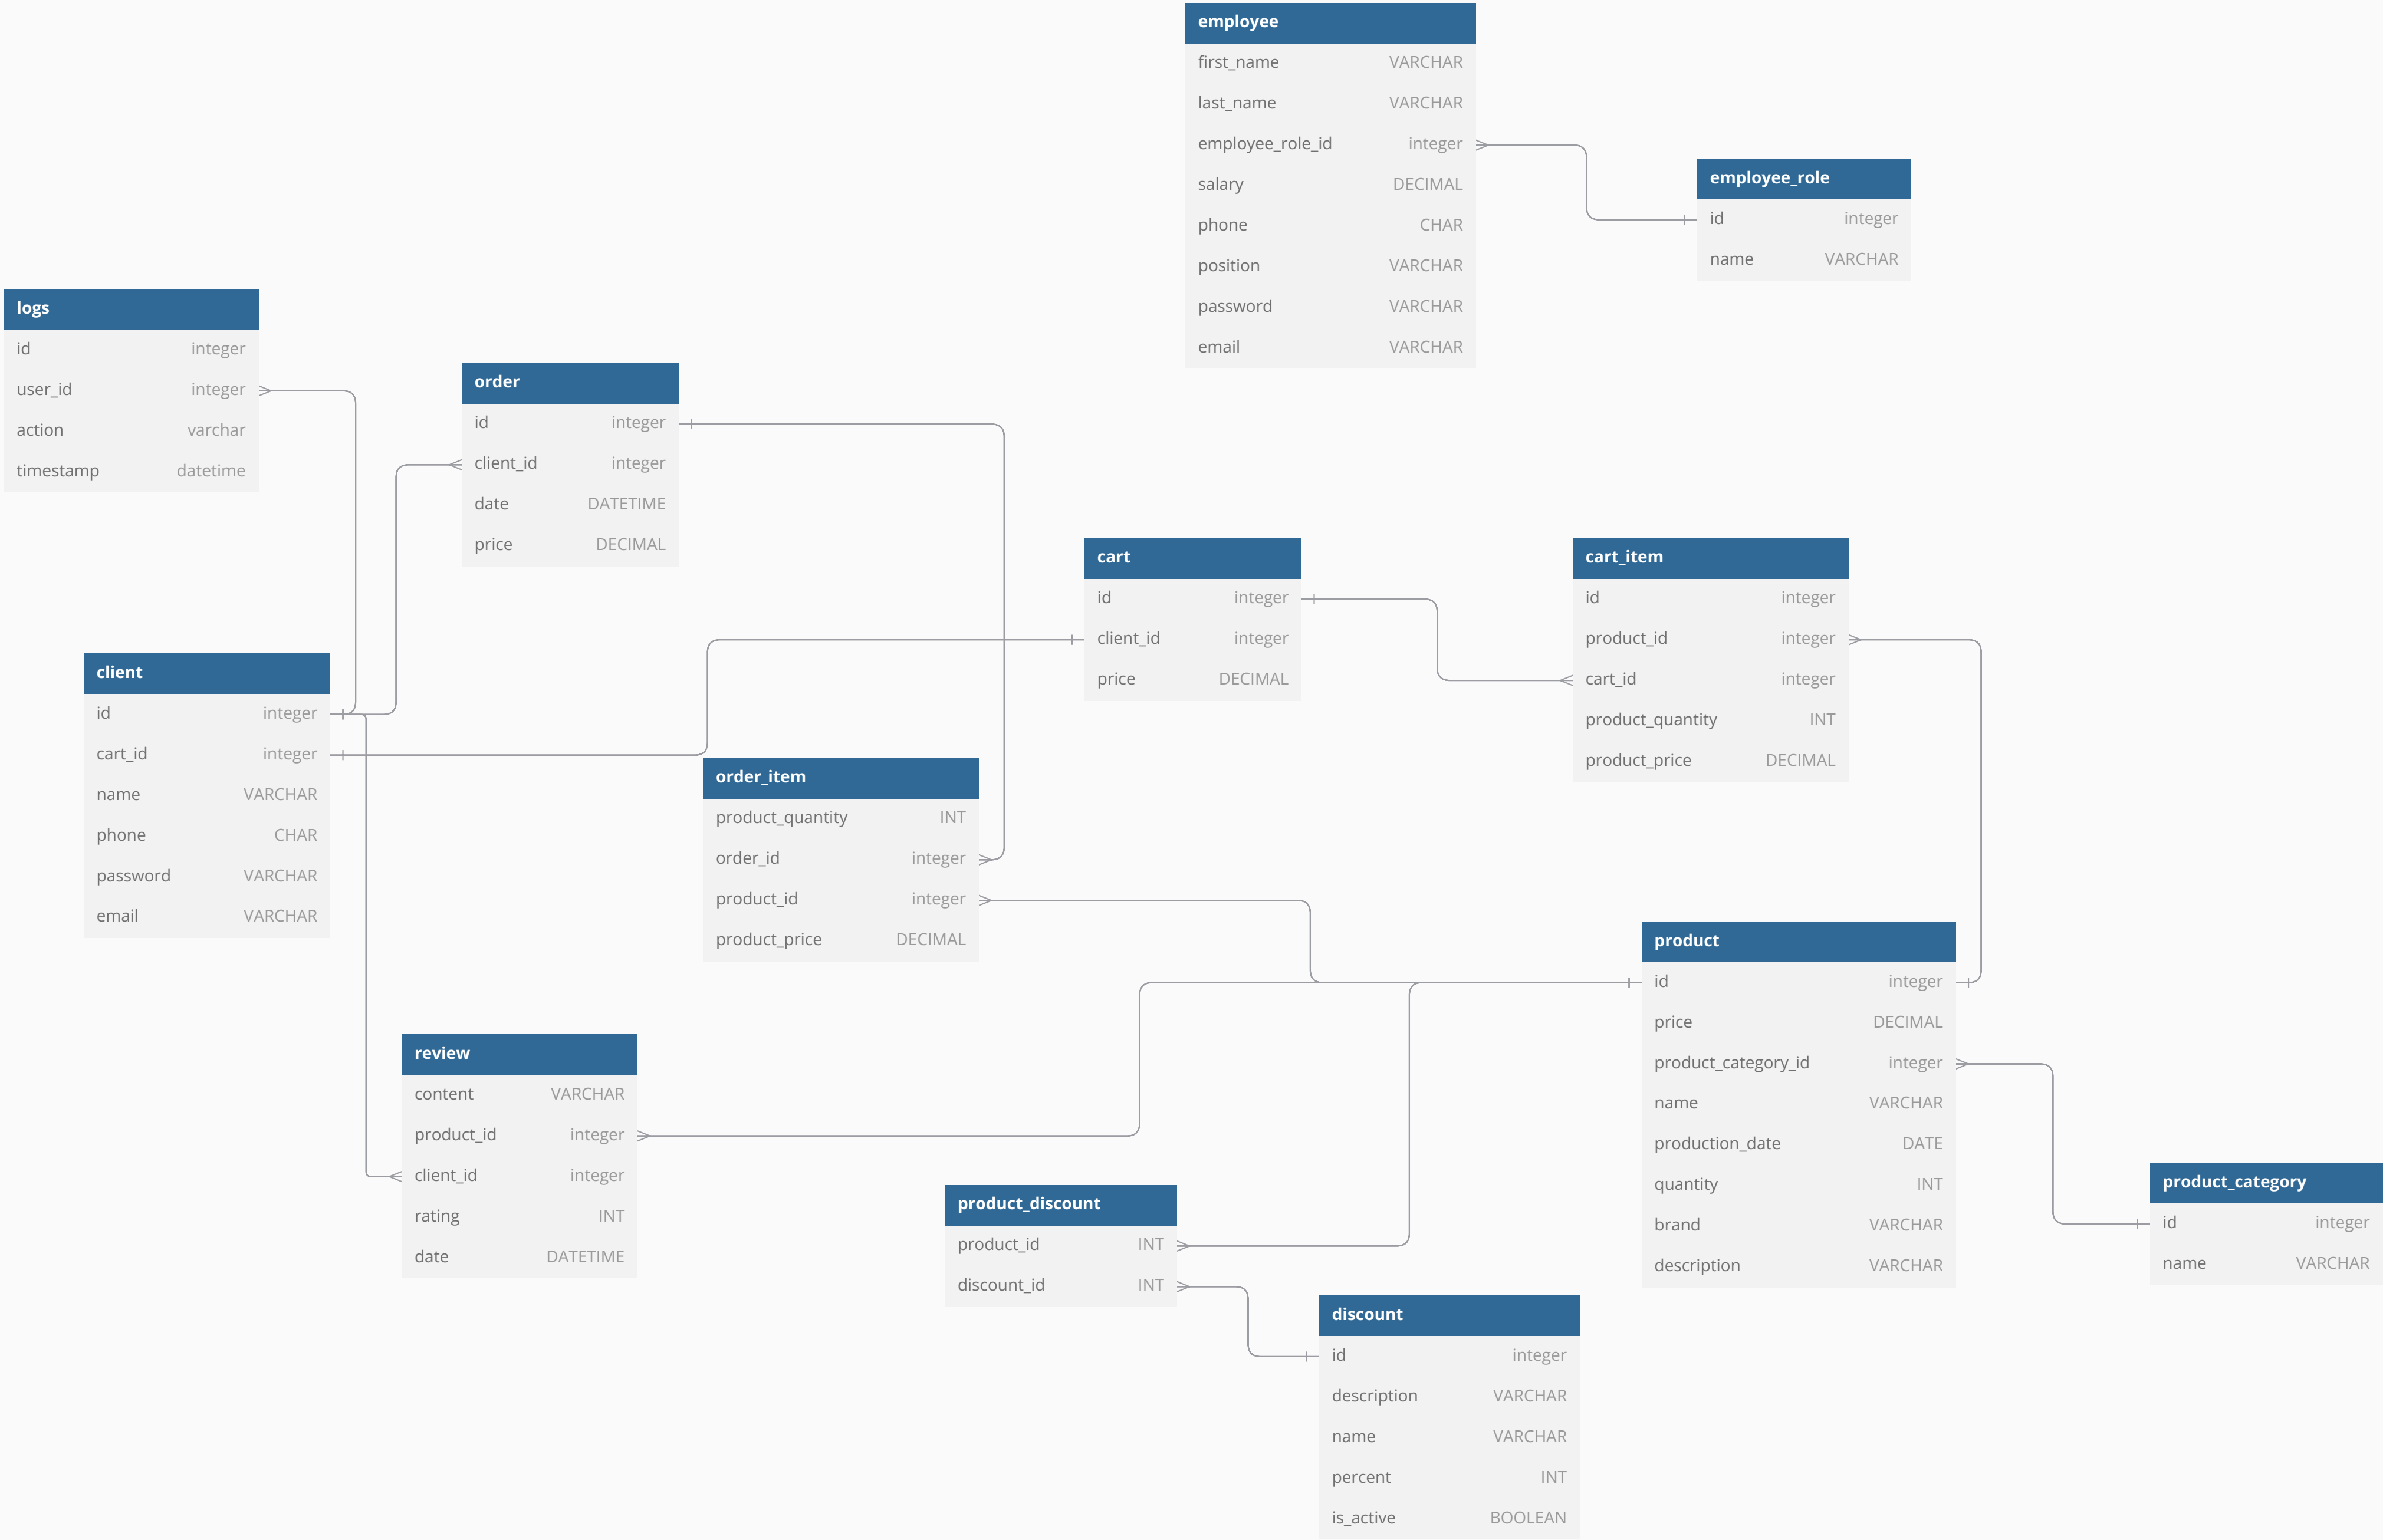 employee
first_name VARCHAR
last_name VARCHAR
employee_role_id integer
salary DECIMAL
phone CHAR
position VARCHAR
password VARCHAR
email VARCHAR
employee_role
id integer
name VARCHAR
logs
id integer
user_id integer
action varchar
timestamp datetime
order
id integer
client_id integer
date DATETIME
price DECIMAL
cart
id integer
client_id integer
price DECIMAL
cart_item
id integer
product_id integer
cart_id integer
product_quantity INT
product_price DECIMAL
client
id integer
cart_id integer
name VARCHAR
phone CHAR
password VARCHAR
email VARCHAR
order_item
product_quantity INT
order_id integer
product_id integer
product_price DECIMAL
product
id integer
price DECIMAL
product_category_id integer
name VARCHAR
production_date DATE
quantity INT
brand VARCHAR
description VARCHAR
review
content VARCHAR
product_id integer
client_id integer
rating INT
date DATETIME
product_category
id integer
name VARCHAR
product_discount
product_id INT
discount_id INT
discount
id integer
description VARCHAR
name VARCHAR
percent INT
is_active BOOLEAN